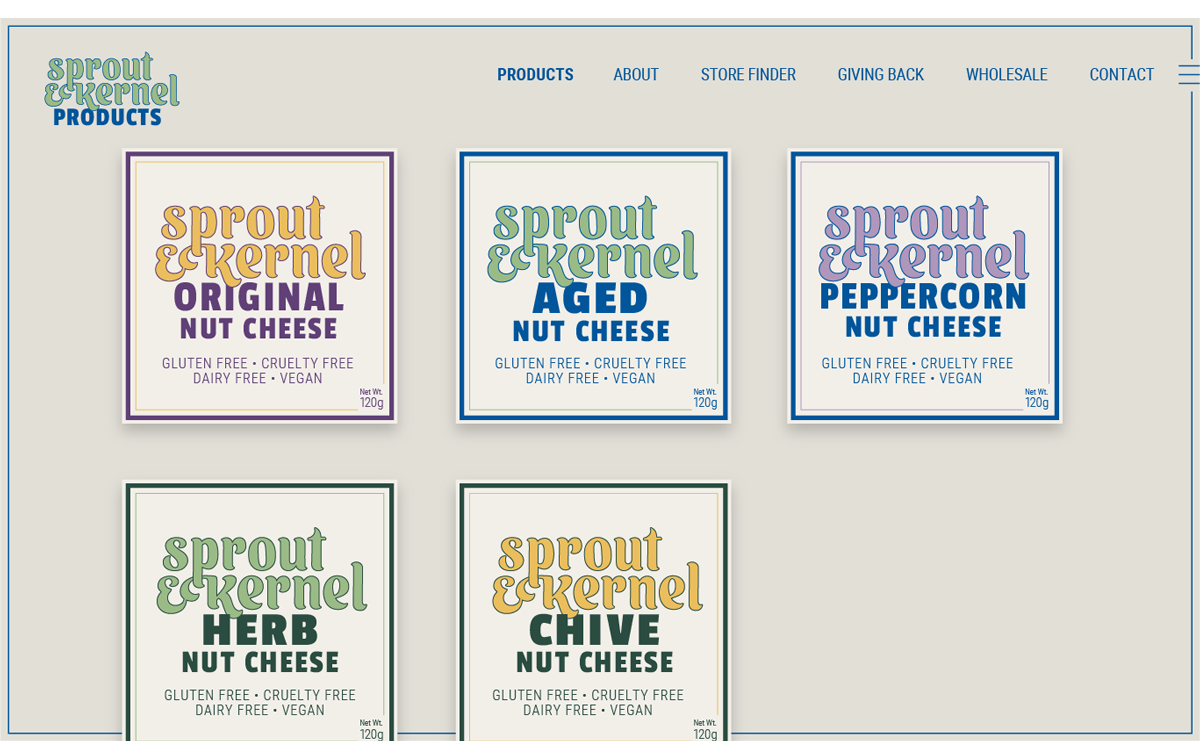 sprout
&kernel
PRODUCTS
PRODUCTS ABOUT STORE FINDER GIVING BACK WHOLESALE CONTACT
sprout
&kernel
ORIGINAL
NUT CHEESE
GLUTEN FREE • CRUELTY FREE
DAIRY FREE • VEGAN
Net Wt.
120g
sprout
&kernel
AGED
NUT CHEESE
GLUTEN FREE • CRUELTY FREE
DAIRY FREE • VEGAN
Net Wt.
120g
sprout
&kernel
PEPPERCORN
NUT CHEESE
GLUTEN FREE • CRUELTY FREE
DAIRY FREE • VEGAN
Net Wt.
120g
sprout
&kernel
HERB
NUT CHEESE
GLUTEN FREE • CRUELTY FREE
DAIRY FREE • VEGAN
Net Wt.
120g
sprout
&kernel
CHIVE
NUT CHEESE
GLUTEN FREE • CRUELTY FREE
DAIRY FREE • VEGAN
Net Wt.
120g